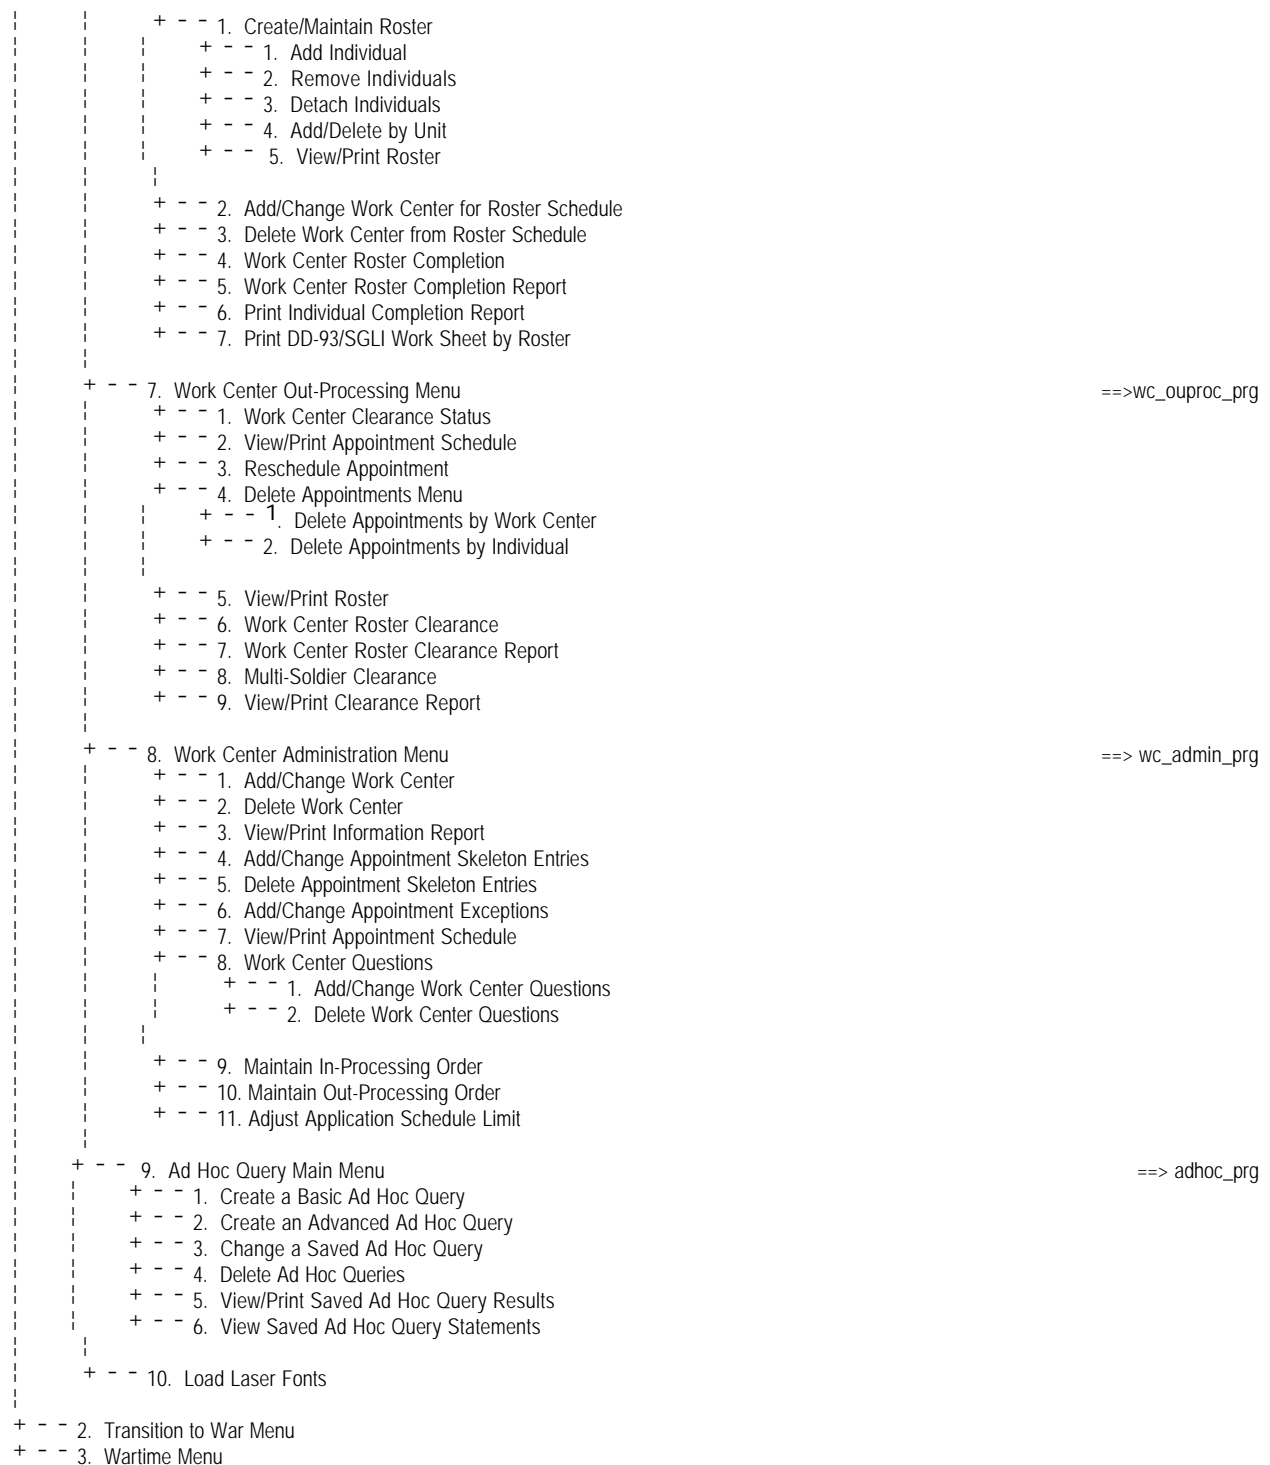 + - - 1. Create/Maintain Roster
+ - - 1. Add Individual
+ - - 2. Remove Individuals
+ - - 3. Detach Individuals
+ - - 4. Add/Delete by Unit
+ - - 5. View/Print Roster
+ - - 2. Add/Change Work Center for Roster Schedule
+ - - 3. Delete Work Center from Roster Schedule
+ - - 4. Work Center Roster Completion
+ - - 5. Work Center Roster Completion Report
+ - - 6. Print Individual Completion Report
+ - - 7. Print DD-93/SGLI Work Sheet by Roster
+ - - 7. Work Center Out-Processing Menu ==>wc_ouproc_prg
+ - - 1. Work Center Clearance Status
+ - - 2. View/Print Appointment Schedule
+ - - 3. Reschedule Appointment
+ - - 4. Delete Appointments Menu
+ - - 1. Delete Appointments by Work Center
+ - - 2. Delete Appointments by Individual
+ - - 5. View/Print Roster
+ - - 6. Work Center Roster Clearance
+ - - 7. Work Center Roster Clearance Report
+ - - 8. Multi-Soldier Clearance
+ - - 9. View/Print Clearance Report
+ - - 8. Work Center Administration Menu ==> wc_admin_prg
+ - - 1. Add/Change Work Center
+ - - 2. Delete Work Center
+ - - 3. View/Print Information Report
+ - - 4. Add/Change Appointment Skeleton Entries
+ - - 5. Delete Appointment Skeleton Entries
+ - - 6. Add/Change Appointment Exceptions
+ - - 7. View/Print Appointment Schedule
+ - - 8. Work Center Questions
+ - - 1. Add/Change Work Center Questions
+ - - 2. Delete Work Center Questions
+ - - 9. Maintain In-Processing Order
+ - - 10. Maintain Out-Processing Order
+ - - 11. Adjust Application Schedule Limit
+ - - 9. Ad Hoc Query Main Menu ==> adhoc_prg
+ - - 1. Create a Basic Ad Hoc Query
+ - - 2. Create an Advanced Ad Hoc Query
+ - - 3. Change a Saved Ad Hoc Query
+ - - 4. Delete Ad Hoc Queries
+ - - 5. View/Print Saved Ad Hoc Query Results
+ - - 6. View Saved Ad Hoc Query Statements
+ - - 10. Load Laser Fonts
+ - - 2. Transition to War Menu
+ - - 3. Wartime Menu